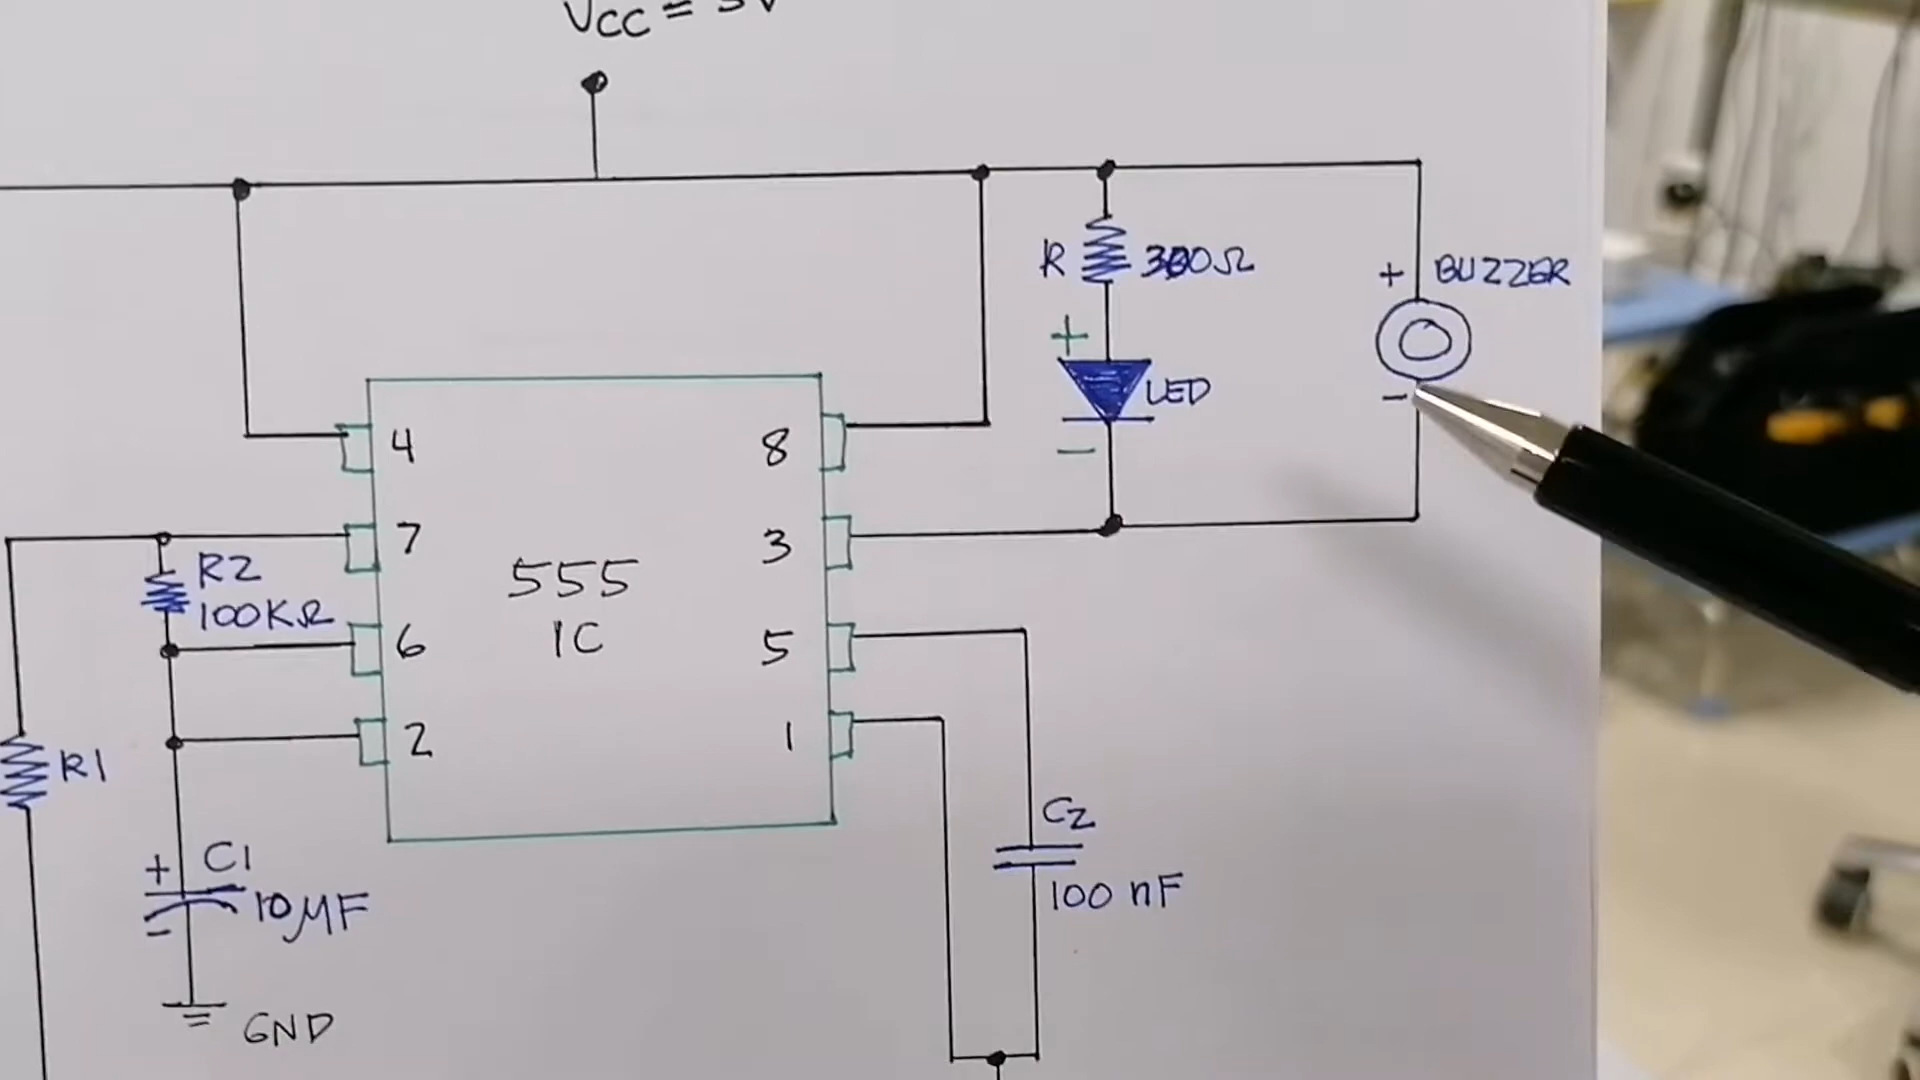 VCC = 5V
R 330Ω
+ BUZZER
+
LED
-
-
4
8
7
3
R2
100KΩ
555
IC
6
5
2
1
R1
+ C1
10µF
-
C2
100 nF
GND